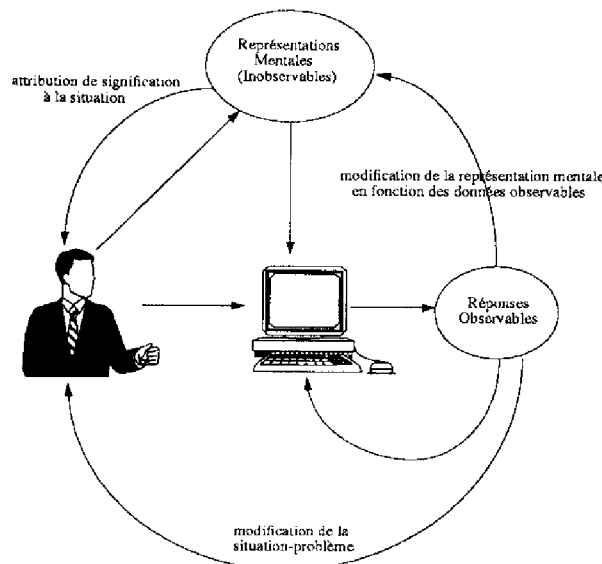 Représentations
Mentales
(Inobservables)
attribution de signification
à la situation
modification de la représentation mentale
en fonction des données observables
Réponses
Observables
modification de la
situation-problème